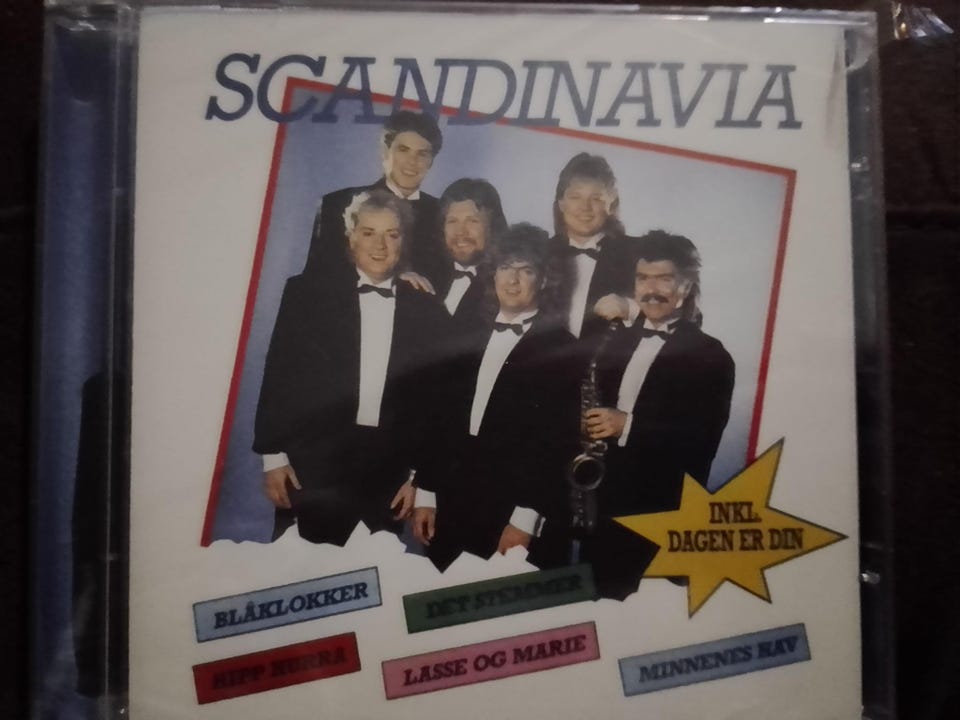 SCANDINAVIA
INKL.
DAGEN ER DIN
BLÅKLOKKER
DET STEMMER
HIPP HURRA
LASSE OG MARIE
MINNENES HAV